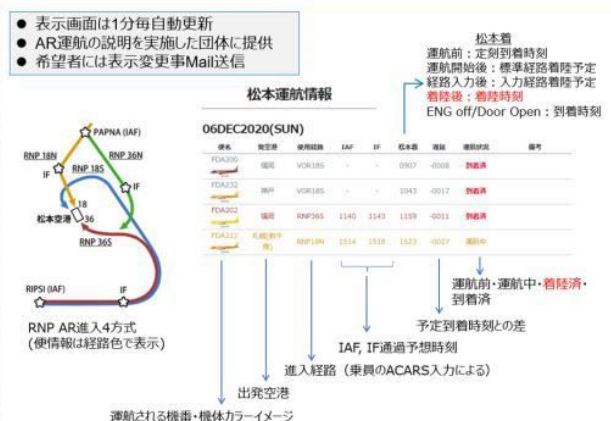 ● 表示画面は1分毎自動更新
● AR運航の説明を実施した団体に提供
● 希望者には表示変更事Mail送信
松本着
運航前：定刻到着時刻
運航開始後：標準経路着陸予定
経路入力後：入力経路着陸予定
着陸後：着陸時刻
ENG off/Door Open：到着時刻
松本運航情報
06DEC2020(SUN)
便名 発空港 使用経路 IAF IF 松本着 遅延 運航状況 備考
FDA200 福岡 VOR18S - - 0907 -0008 到着済
FDA232 神戸 VOR18S - - 1043 -0017 到着済
FDA202 福岡 RNP36S 1140 1143 1159 -0011 到着済
RNP18N 1514 1518 1523 -0027 運航中
PAPNA (IAF)
RNP 18N
RNP 36N
IF
RNP 18S
IF
18
松本空港
36
RNP 36S
RIPSI (IAF)
IF
RNP AR進入4方式
(便情報は経路色で表示)
運航前・運航中・着陸済・
到着済
予定到着時刻との差
IAF, IF通過予想時刻
進入経路（乗員のACARS入力による）
出発空港
運航される機番・機体カラーイメージ